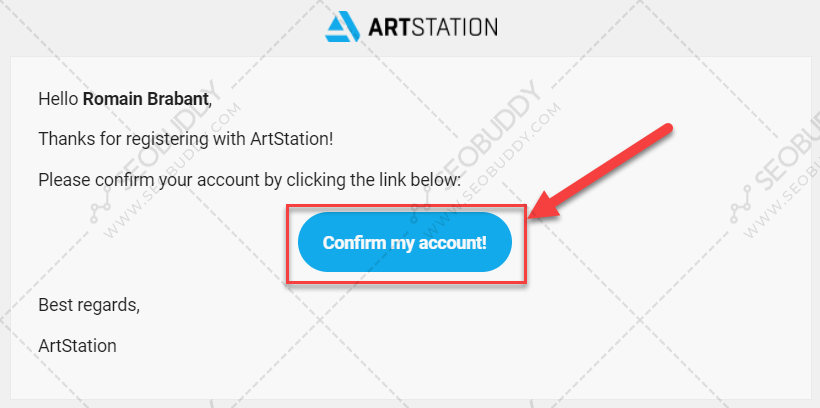 ARTSTATION
Hello Romain Brabant,
Thanks for registering with ArtStation!
Please confirm your account by clicking the link below:
Confirm my account!
Best regards,
ArtStation
SEOBUDDY
WWW.SEOBUDDY.COM
SEOBUDDY
WWW.SEOBUDDY.COM
SEOBUDDY
WWW.SEOBUDDY.COM